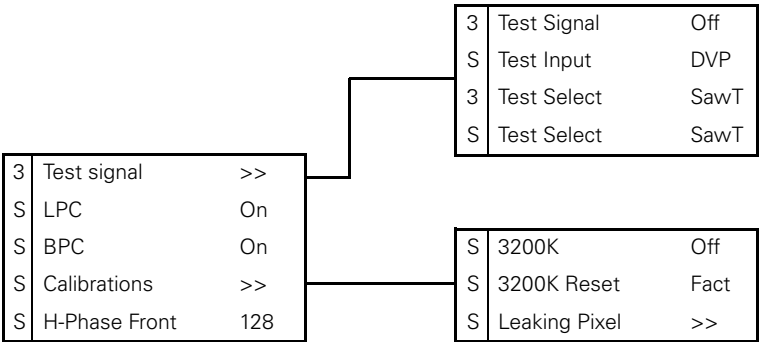 3 Test Signal Off
S Test Input DVP
3 Test Select SawT
S Test Select SawT
3 Test signal >>
S LPC On
S BPC On
S Calibrations >>
S H-Phase Front 128
S 3200K Off
S 3200K Reset Fact
S Leaking Pixel >>